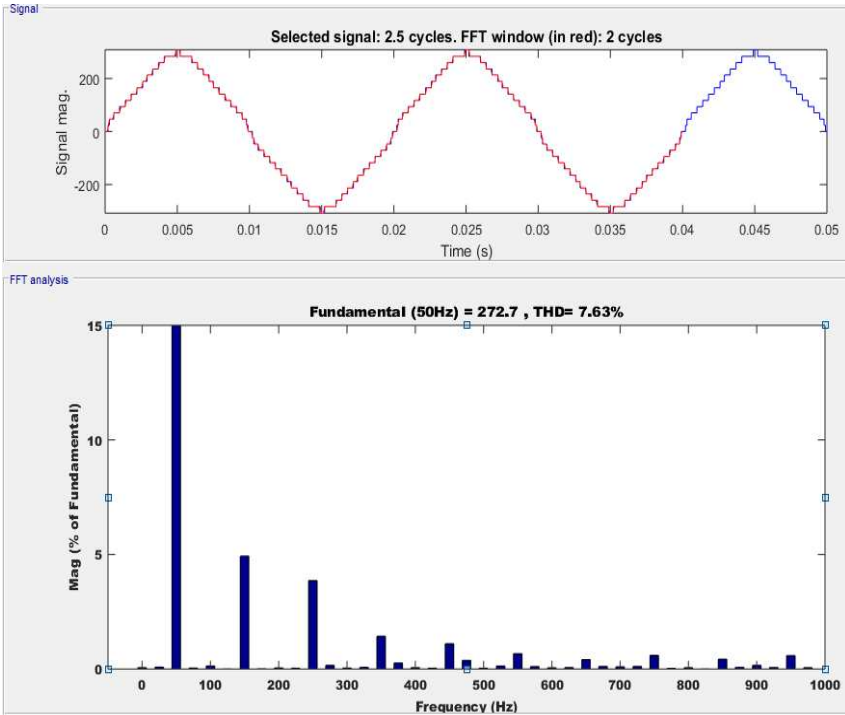 Signal
Selected signal: 2.5 cycles. FFT window (in red): 2 cycles
Signal mag.
200
0
-200
0 0.005 0.01 0.015 0.02 0.025 0.03 0.035 0.04 0.045 0.05
Time (s)
FFT analysis
Fundamental (50Hz) = 272.7 , THD= 7.63%
Mag (% of Fundamental)
15
10
5
0
0 100 200 300 400 500 600 700 800 900 1000
Frequency (Hz)